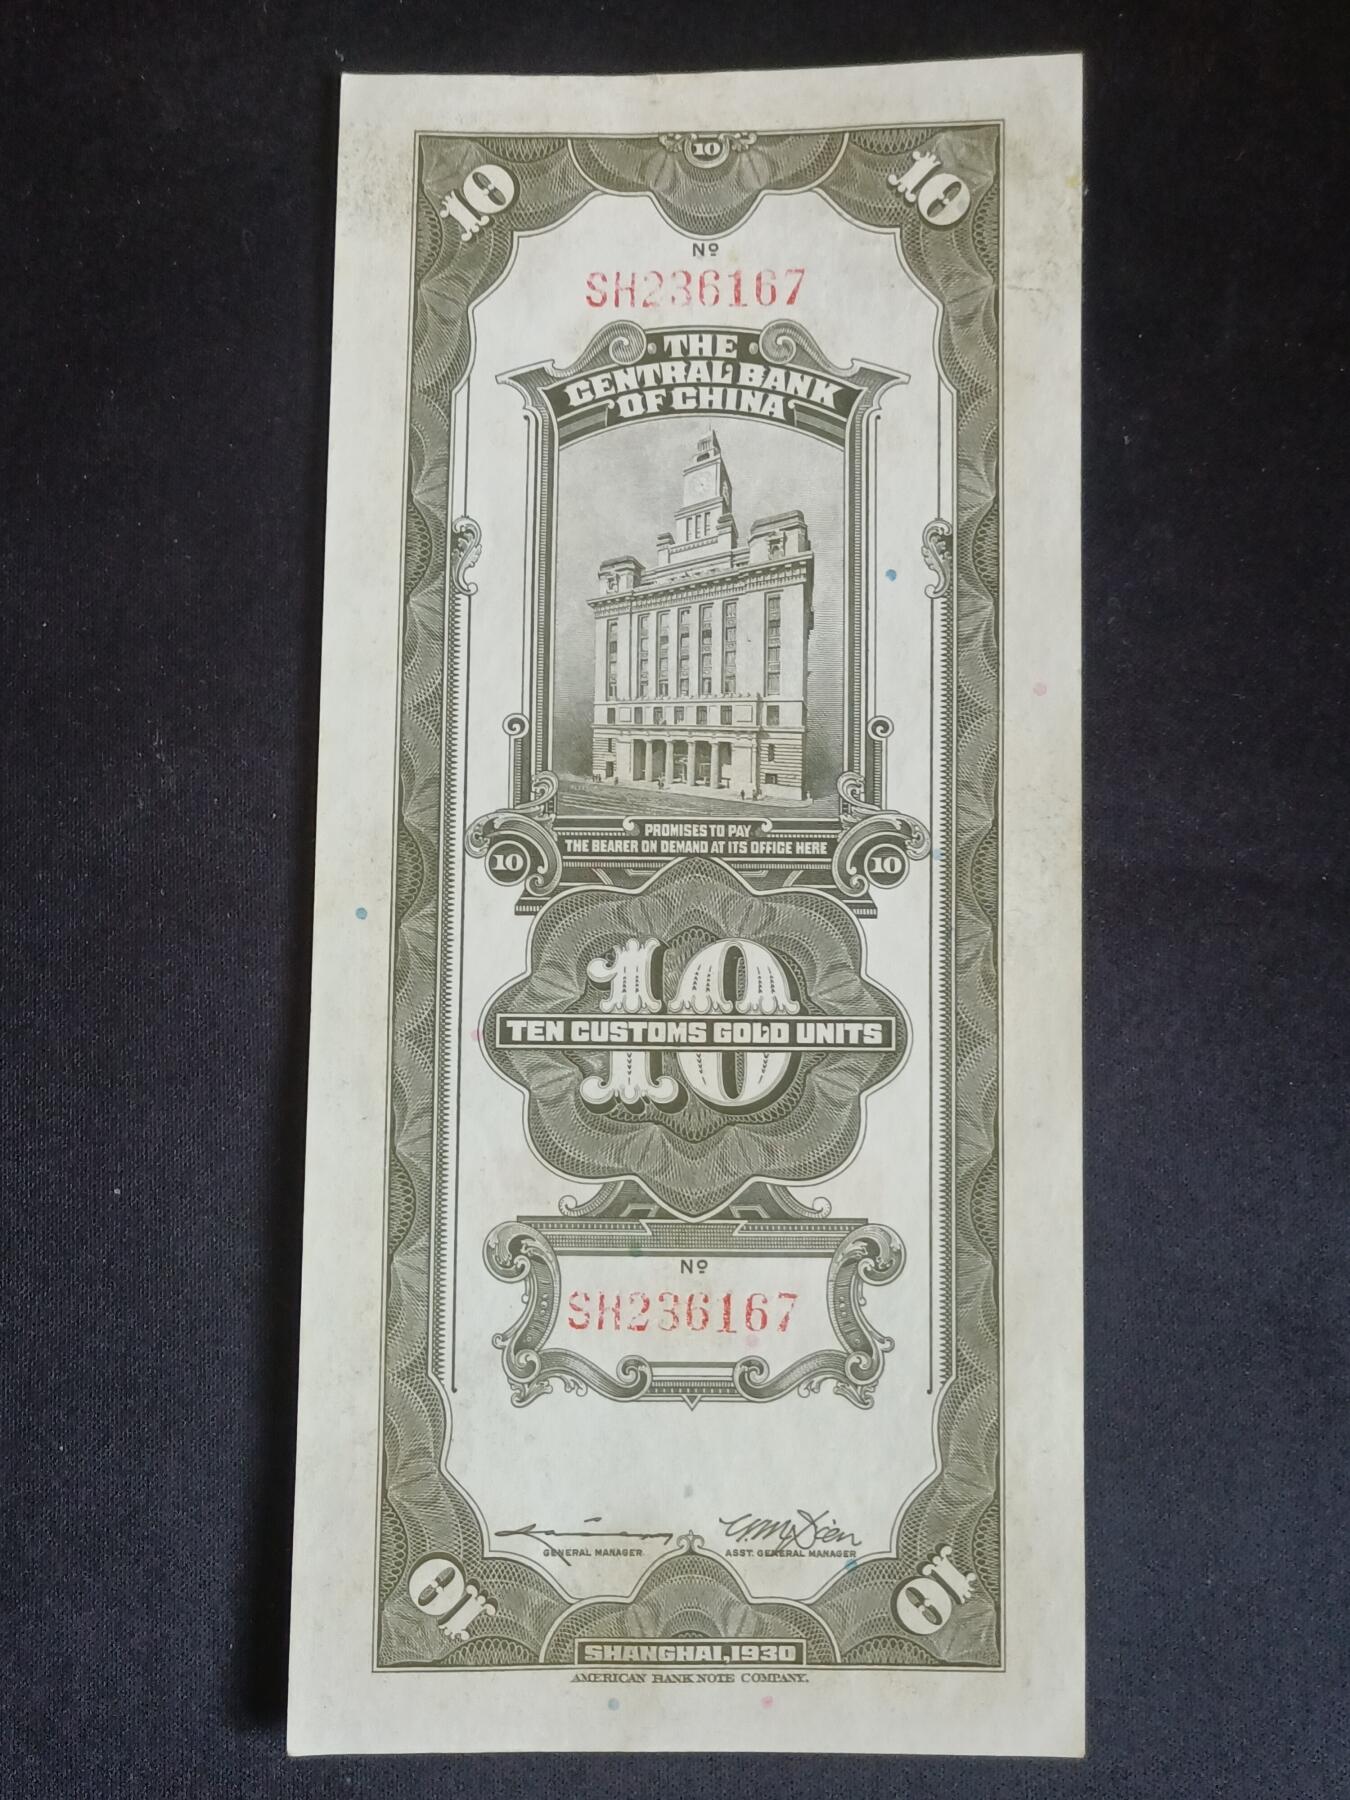 10
10
10
Nº
SH236167
THE
CENTRAL BANK
OF CHINA
PROMISES TO PAY
THE BEARER ON DEMAND AT ITS OFFICE HERE
10
10
10
TEN CUSTOMS GOLD UNITS
Nº
SH236167
GENERAL MANAGER
ASST. GENERAL MANAGER
10
10
SHANGHAI, 1930
AMERICAN BANK NOTE COMPANY.